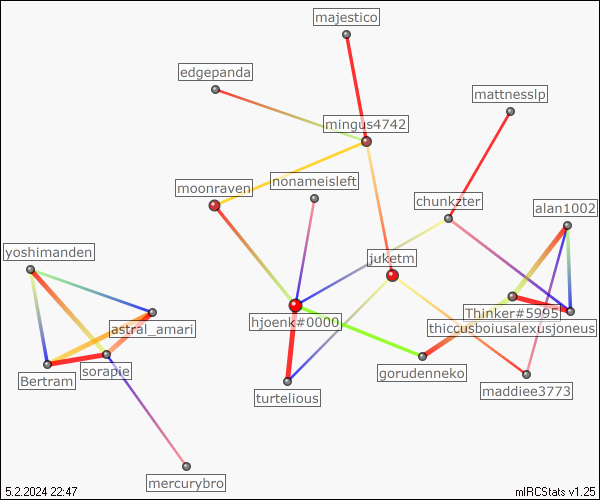 majestico
edgepanda
mattnesslp
mingus4742
moonraven
nonameisleft
chunkzter
alan1002
yoshimanden
juketm
Thinker#5995
hjoenk#0000
astral_amari
thiccusboiusalexusjoneus
Bertram
sorapie
gorudenneko
turtelious
maddiee3773
mercurybro
5.2.2024 22:47
mIRCStats v1.25